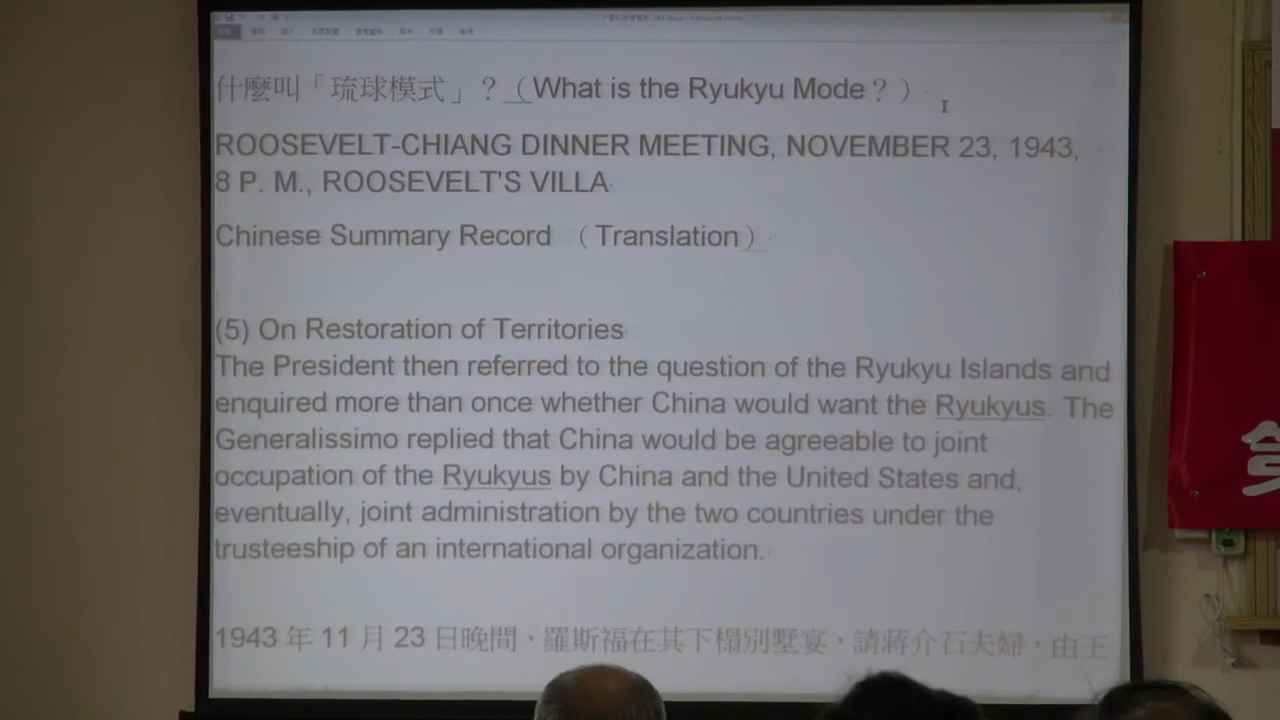 什麼叫「琉球模式」？（What is the Ryukyu Mode？）
ROOSEVELT-CHIANG DINNER MEETING, NOVEMBER 23, 1943,
8 P. M., ROOSEVELT'S VILLA
Chinese Summary Record （Translation）
(5) On Restoration of Territories
The President then referred to the question of the Ryukyu Islands and
enquired more than once whether China would want the Ryukyus. The
Generalissimo replied that China would be agreeable to joint
occupation of the Ryukyus by China and the United States and,
eventually, joint administration by the two countries under the
trusteeship of an international organization.
1943 年 11 月 23 日晚間，羅斯福在其下榻別墅宴，請蔣介石夫婦，由王